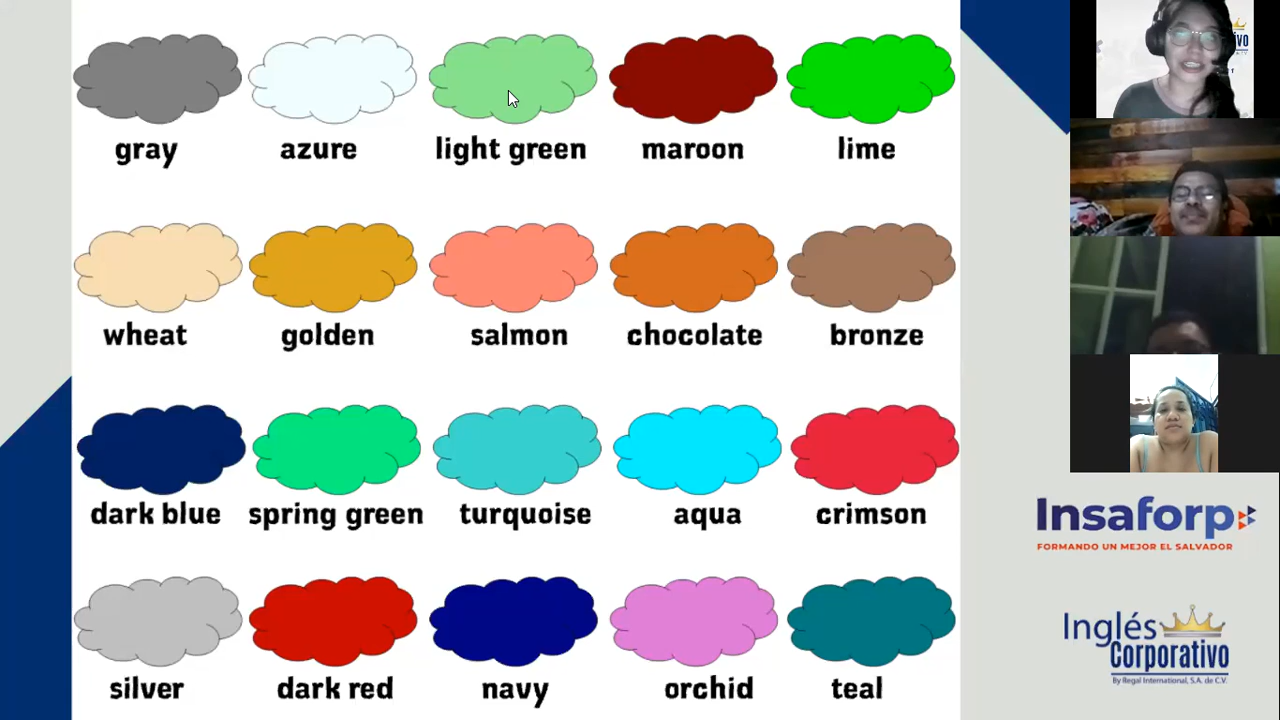 gray azure light green maroon lime
wheat golden salmon chocolate bronze
dark blue spring green turquoise aqua crimson
silver dark red navy orchid teal
Insaforp
FORMANDO UN MEJOR EL SALVADOR
Inglés
Corporativo
By Regal International, S.A. de C.V.